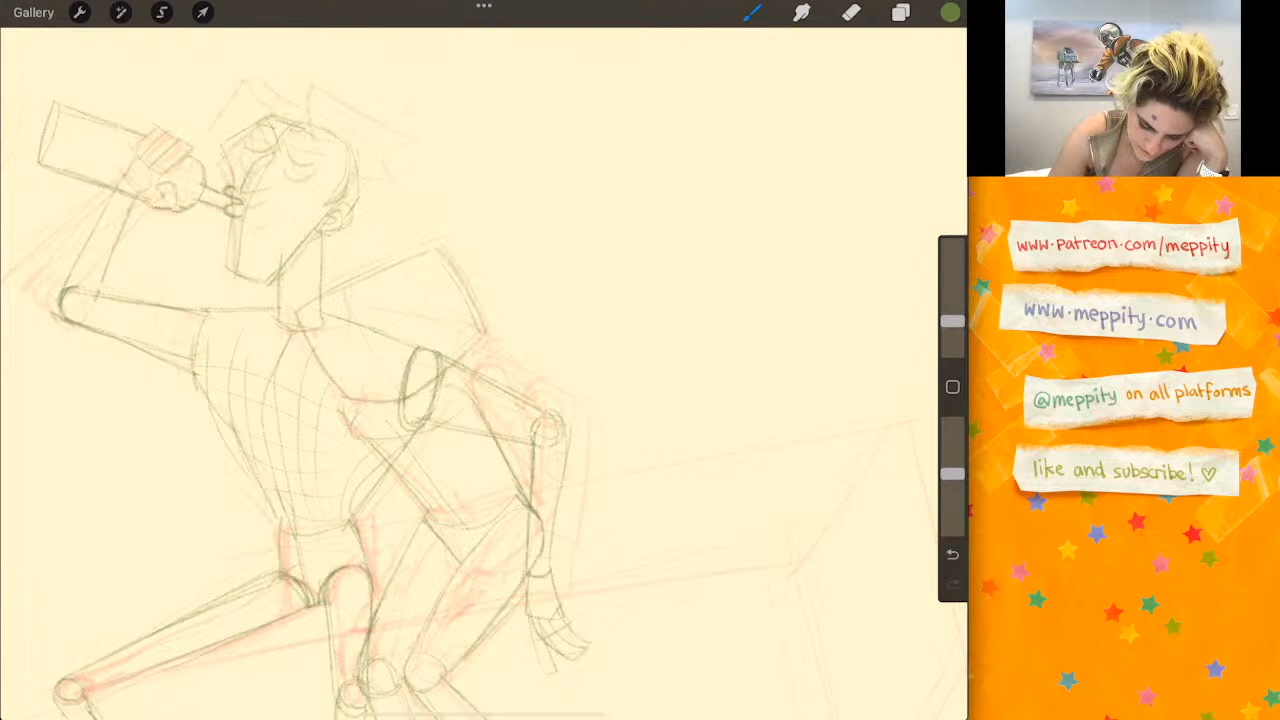 Gallery
www.patreon.com/meppity
www.meppity.com
@meppity on all platforms
like and subscribe! ♡